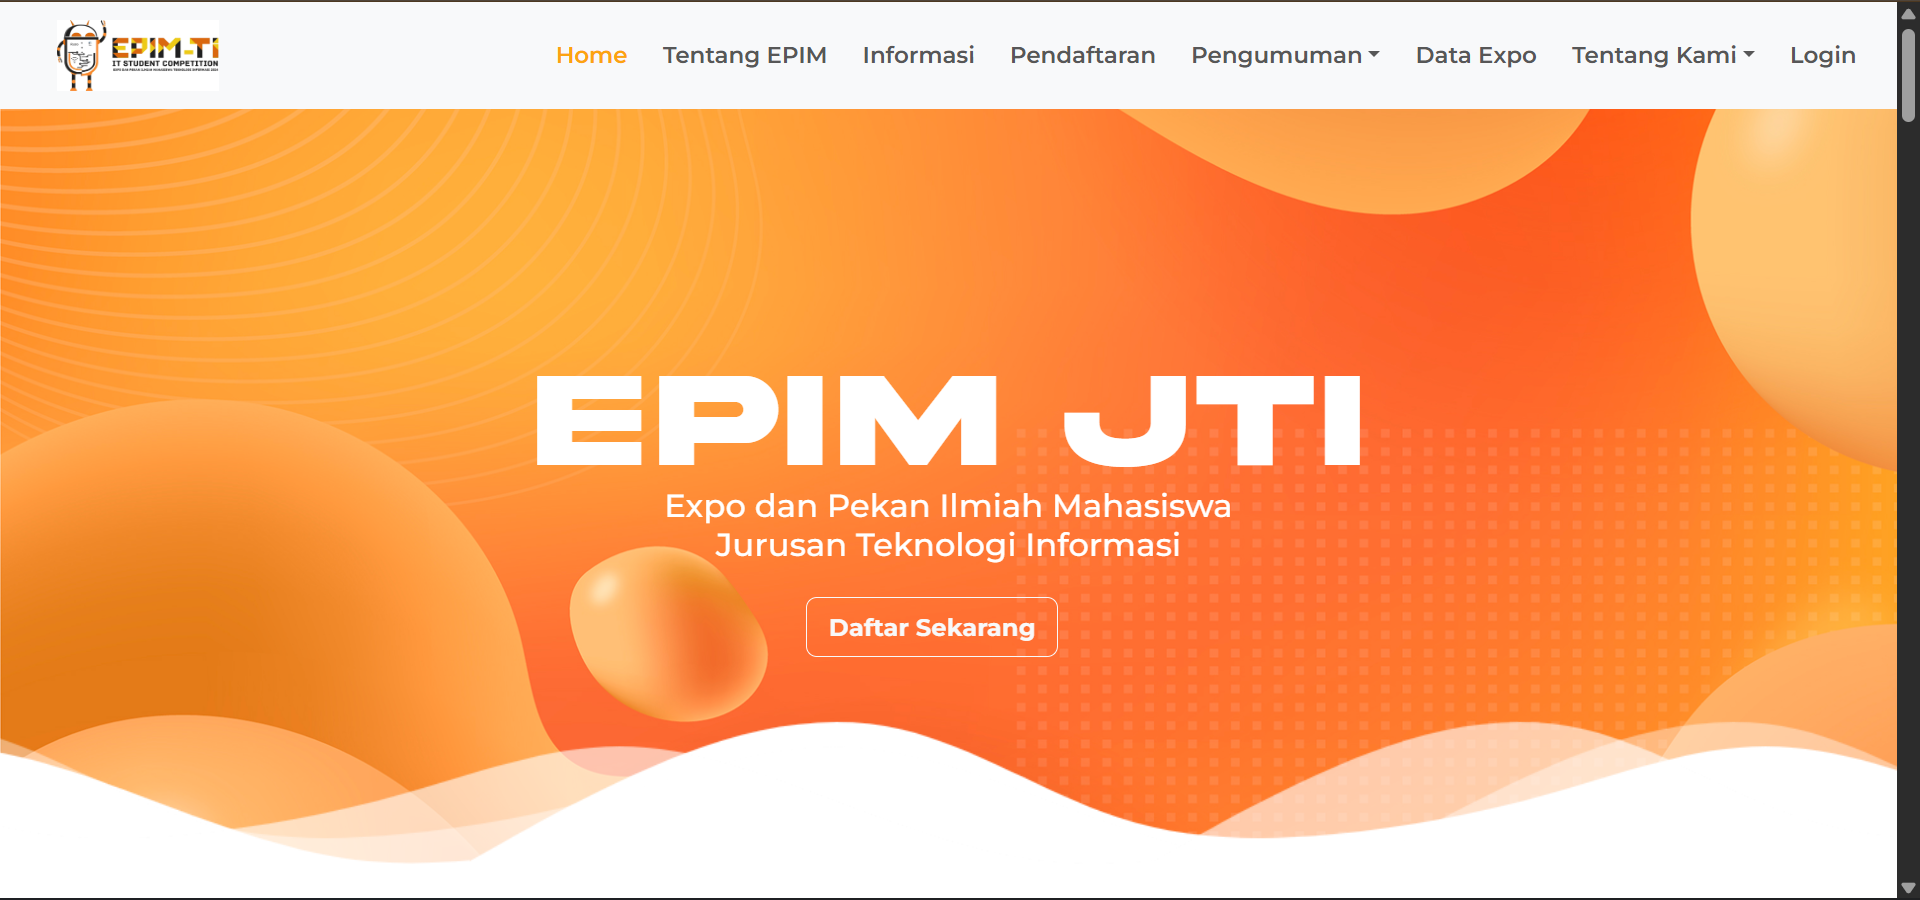 EPIM-TI
IT STUDENT COMPETITION
Home
Tentang EPIM
Informasi
Pendaftaran
Pengumuman
Data Expo
Tentang Kami
Login
EPIM JTI
Expo dan Pekan Ilmiah Mahasiswa
Jurusan Teknologi Informasi
Daftar Sekarang